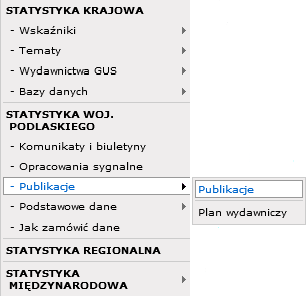 STATYSTYKA KRAJOWA
- Wskaźniki
- Tematy
- Wydawnictwa GUS
- Bazy danych
STATYSTYKA WOJ.
PODLASKIEGO
- Komunikaty i biuletyny
- Opracowania sygnalne
- Publikacje
Publikacje
- Podstawowe dane
Plan wydawniczy
- Jak zamówić dane
STATYSTYKA REGIONALNA
STATYSTYKA
MIĘDZYNARODOWA